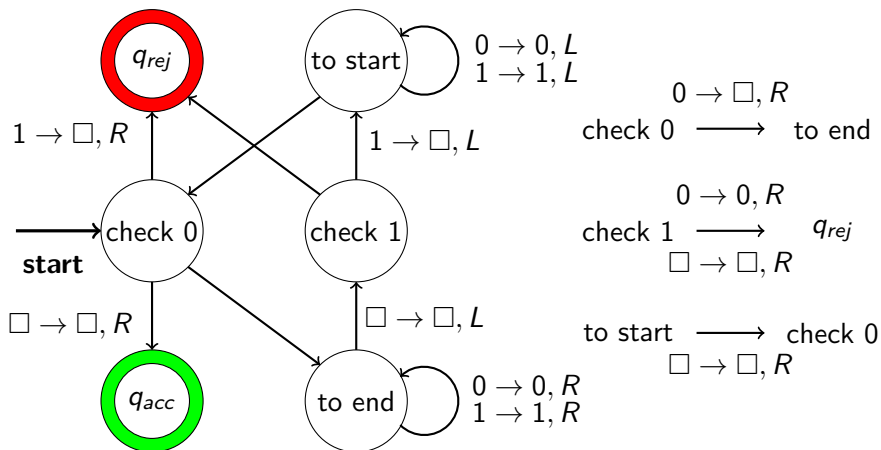 q_rej
to start
0 → 0, L
1 → 1, L
0 → □, R
check 0 → to end
1 → □, R
1 → □, L
0 → 0, R
check 0
check 1
check 1 → q_rej
□ → □, R
start
□ → □, R
□ → □, L
to start → check 0
□ → □, R
q_acc
to end
0 → 0, R
1 → 1, R